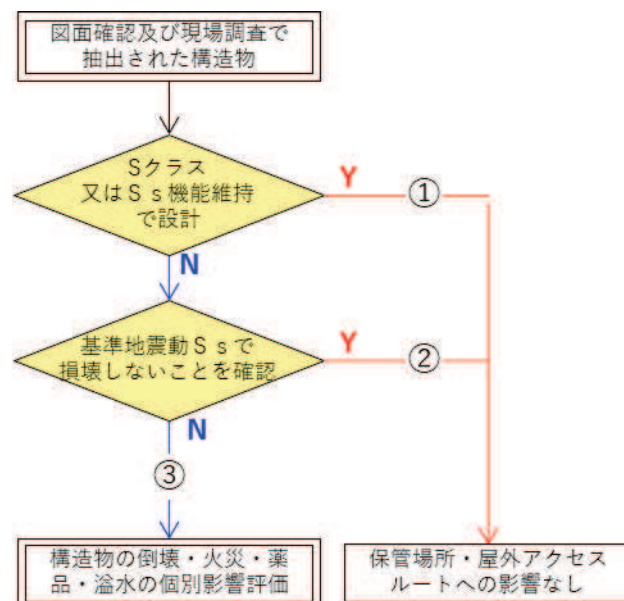 図面確認及び現場調査で
抽出された構造物
Sクラス
又はＳｓ機能維持
で設計
Y
①
N
基準地震動Ｓｓで
損壊しないことを確認
Y
②
N
③
構造物の倒壊・火災・薬
品・溢水の個別影響評価
保管場所・屋外アクセス
ルートへの影響なし